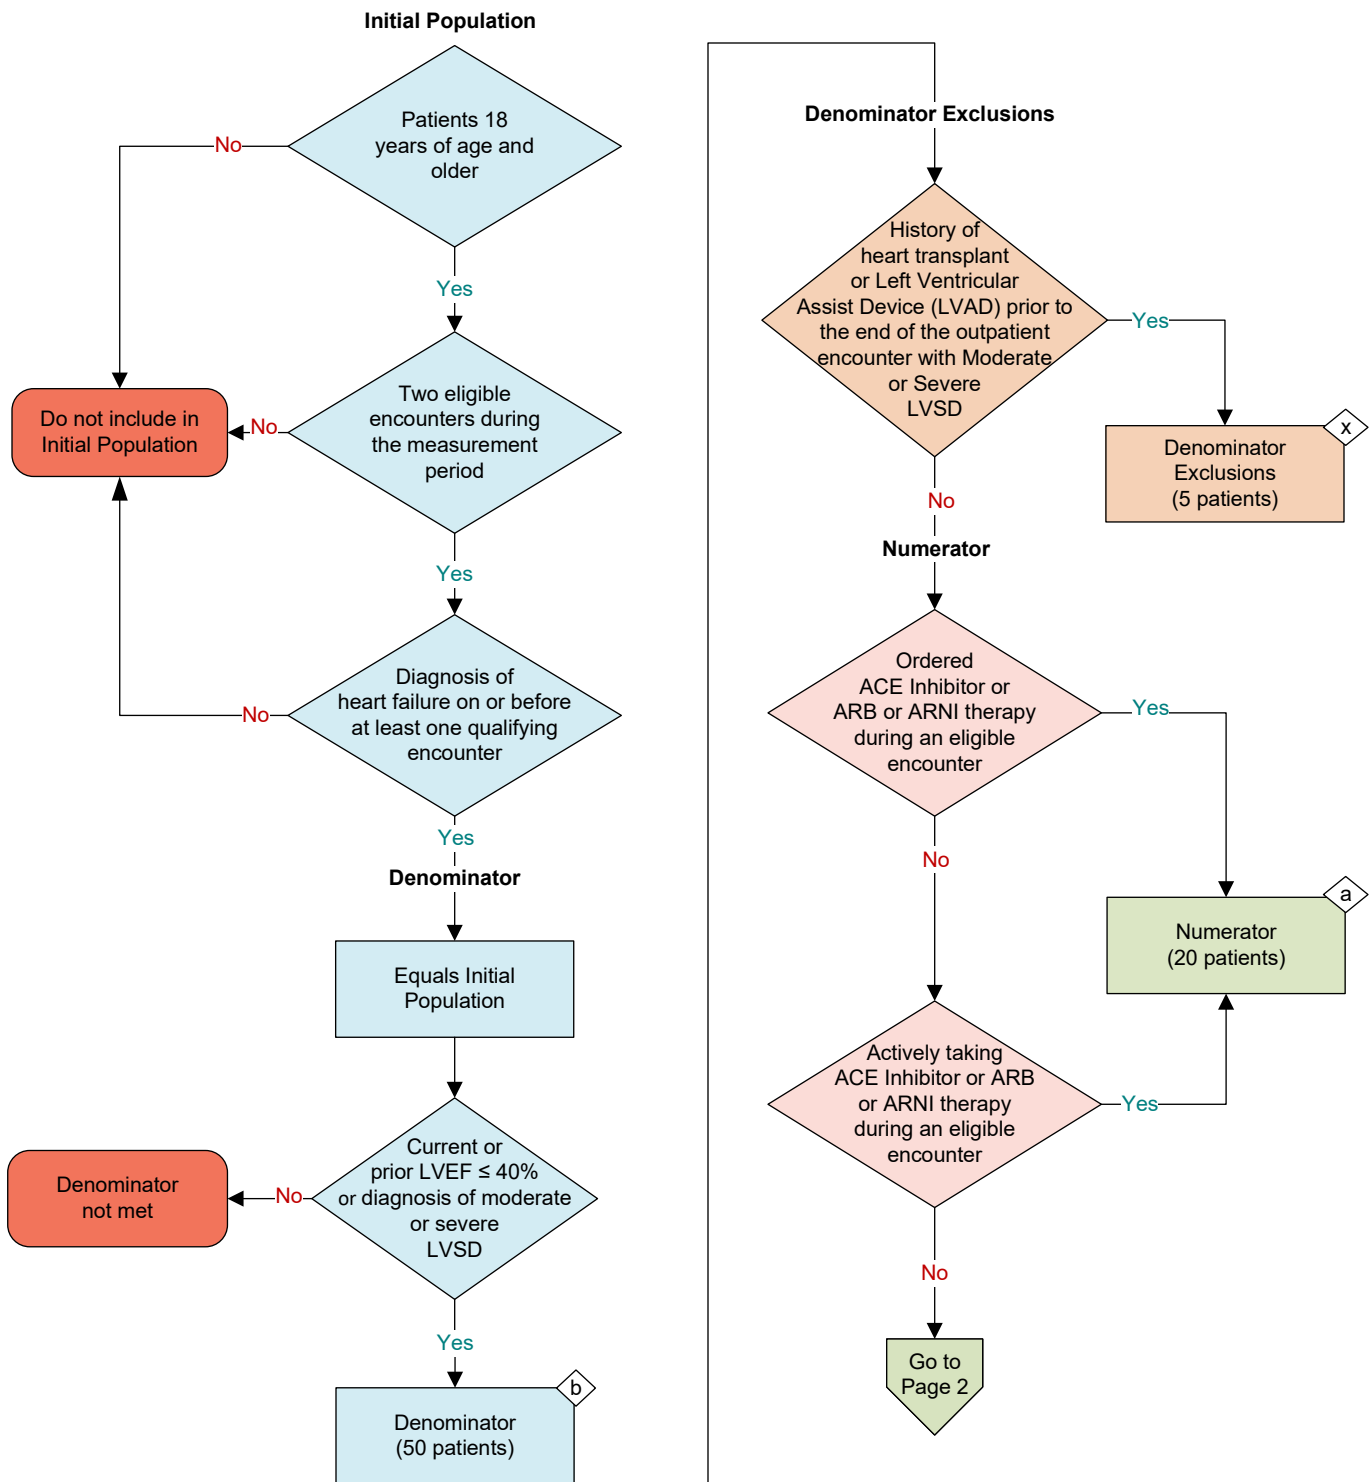 Initial Population
Patients 18
years of age and
older
No
Yes
Two eligible
encounters during
the measurement
period
No
Do not include in
Initial Population
Yes
Diagnosis of
heart failure on or before
at least one qualifying
encounter
No
Yes
Denominator
Equals Initial
Population
Current or
prior LVEF ≤ 40%
or diagnosis of moderate
or severe
LVSD
No
Denominator
not met
Yes
b
Denominator
(50 patients)
Denominator Exclusions
History of
heart transplant
or Left Ventricular
Assist Device (LVAD) prior to
the end of the outpatient
encounter with Moderate
or Severe
LVSD
Yes
x
Denominator
Exclusions
(5 patients)
No
Numerator
Ordered
ACE Inhibitor or
ARB or ARNI therapy
during an eligible
encounter
Yes
No
a
Numerator
(20 patients)
Actively taking
ACE Inhibitor or ARB
or ARNI therapy
during an eligible
encounter
Yes
No
Go to
Page 2